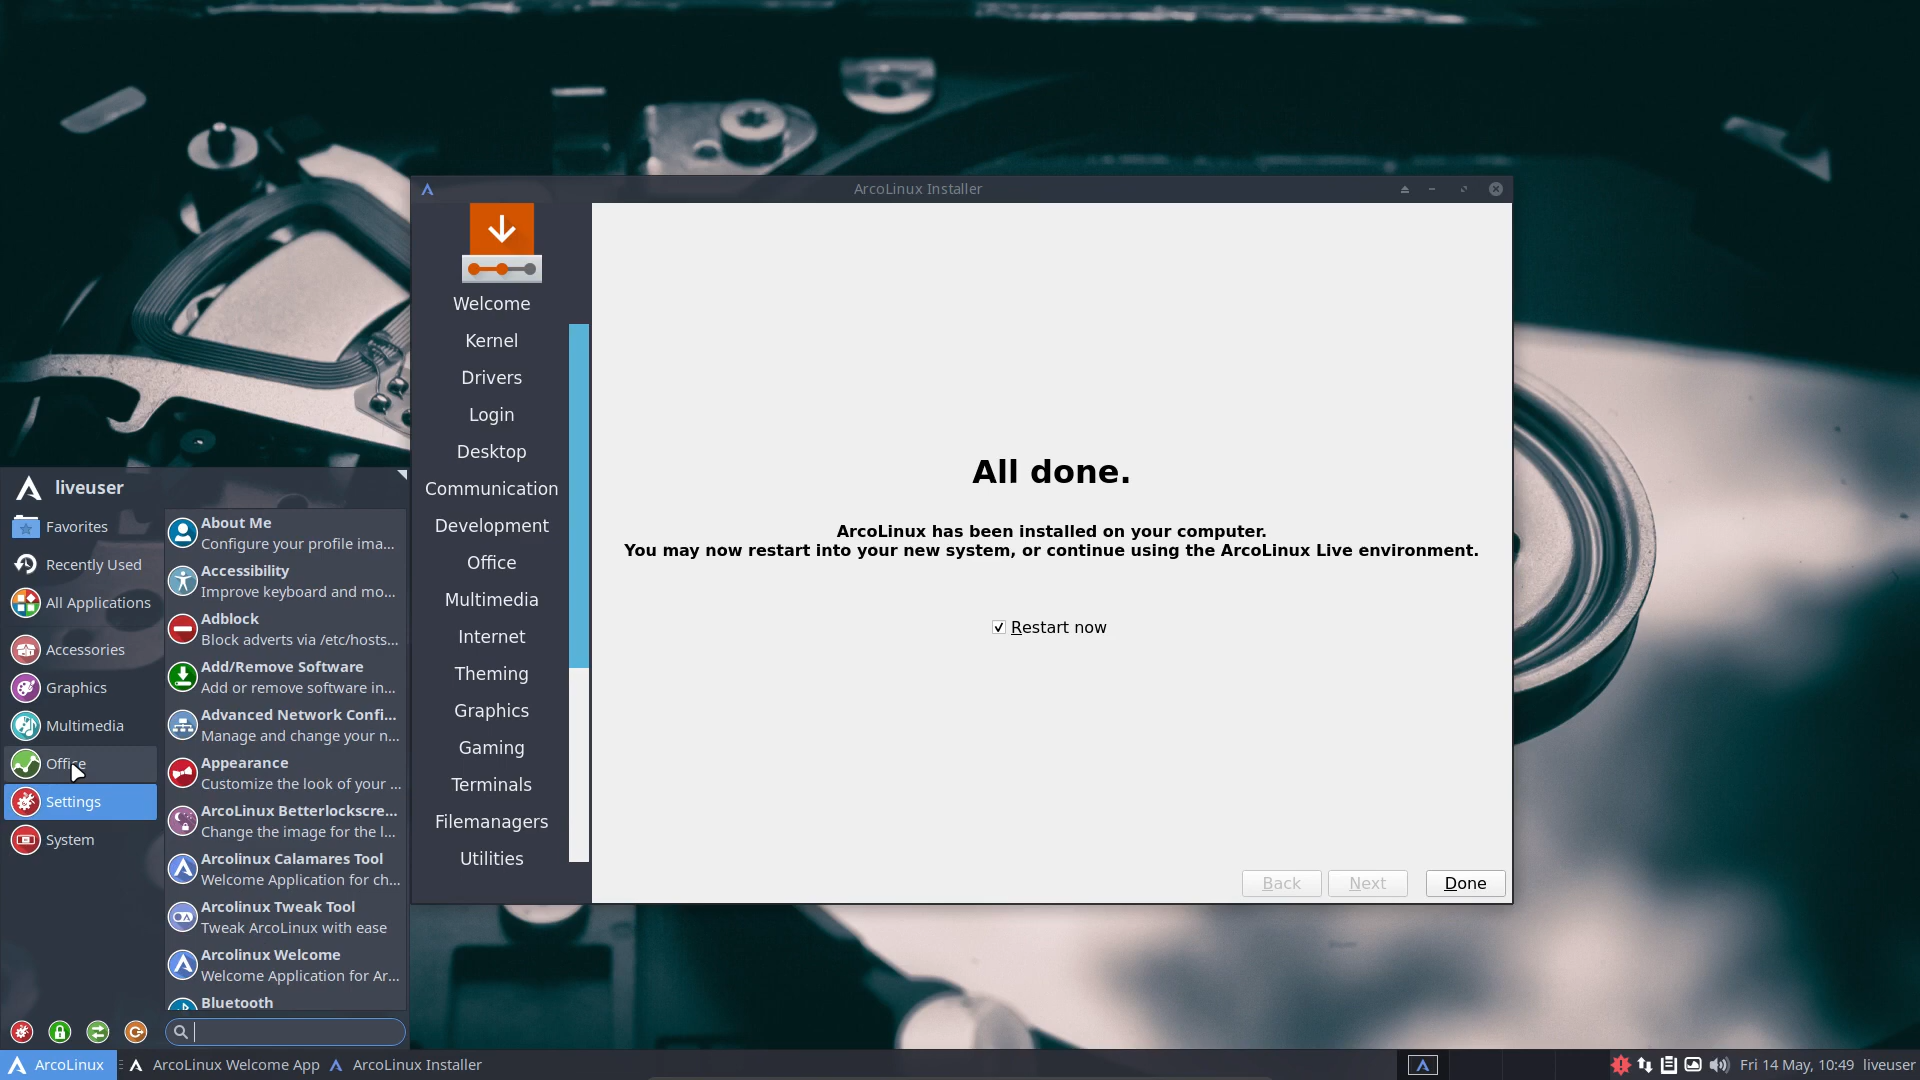 ArcoLinux Installer
Welcome
Kernel
Drivers
Login
Desktop
Communication
Development
Office
Multimedia
Internet
Theming
Graphics
Gaming
Terminals
Filemanagers
Utilities
All done.
ArcoLinux has been installed on your computer.
You may now restart into your new system, or continue using the ArcoLinux Live environment.
Restart now
Back
Next
Done
liveuser
Favorites
Recently Used
All Applications
Accessories
Graphics
Multimedia
Office
Settings
System
About Me
Configure your profile ima...
Accessibility
Improve keyboard and mo...
Adblock
Block adverts via /etc/hosts...
Add/Remove Software
Add or remove software in...
Advanced Network Confi...
Manage and change your n...
Appearance
Customize the look of your ...
ArcoLinux Betterlockscre...
Change the image for the l...
Arcolinux Calamares Tool
Welcome Application for ch...
Arcolinux Tweak Tool
Tweak ArcoLinux with ease
Arcolinux Welcome
Welcome Application for Ar...
Bluetooth
ArcoLinux
ArcoLinux Welcome App
ArcoLinux Installer
Fri 14 May, 10:49
liveuser